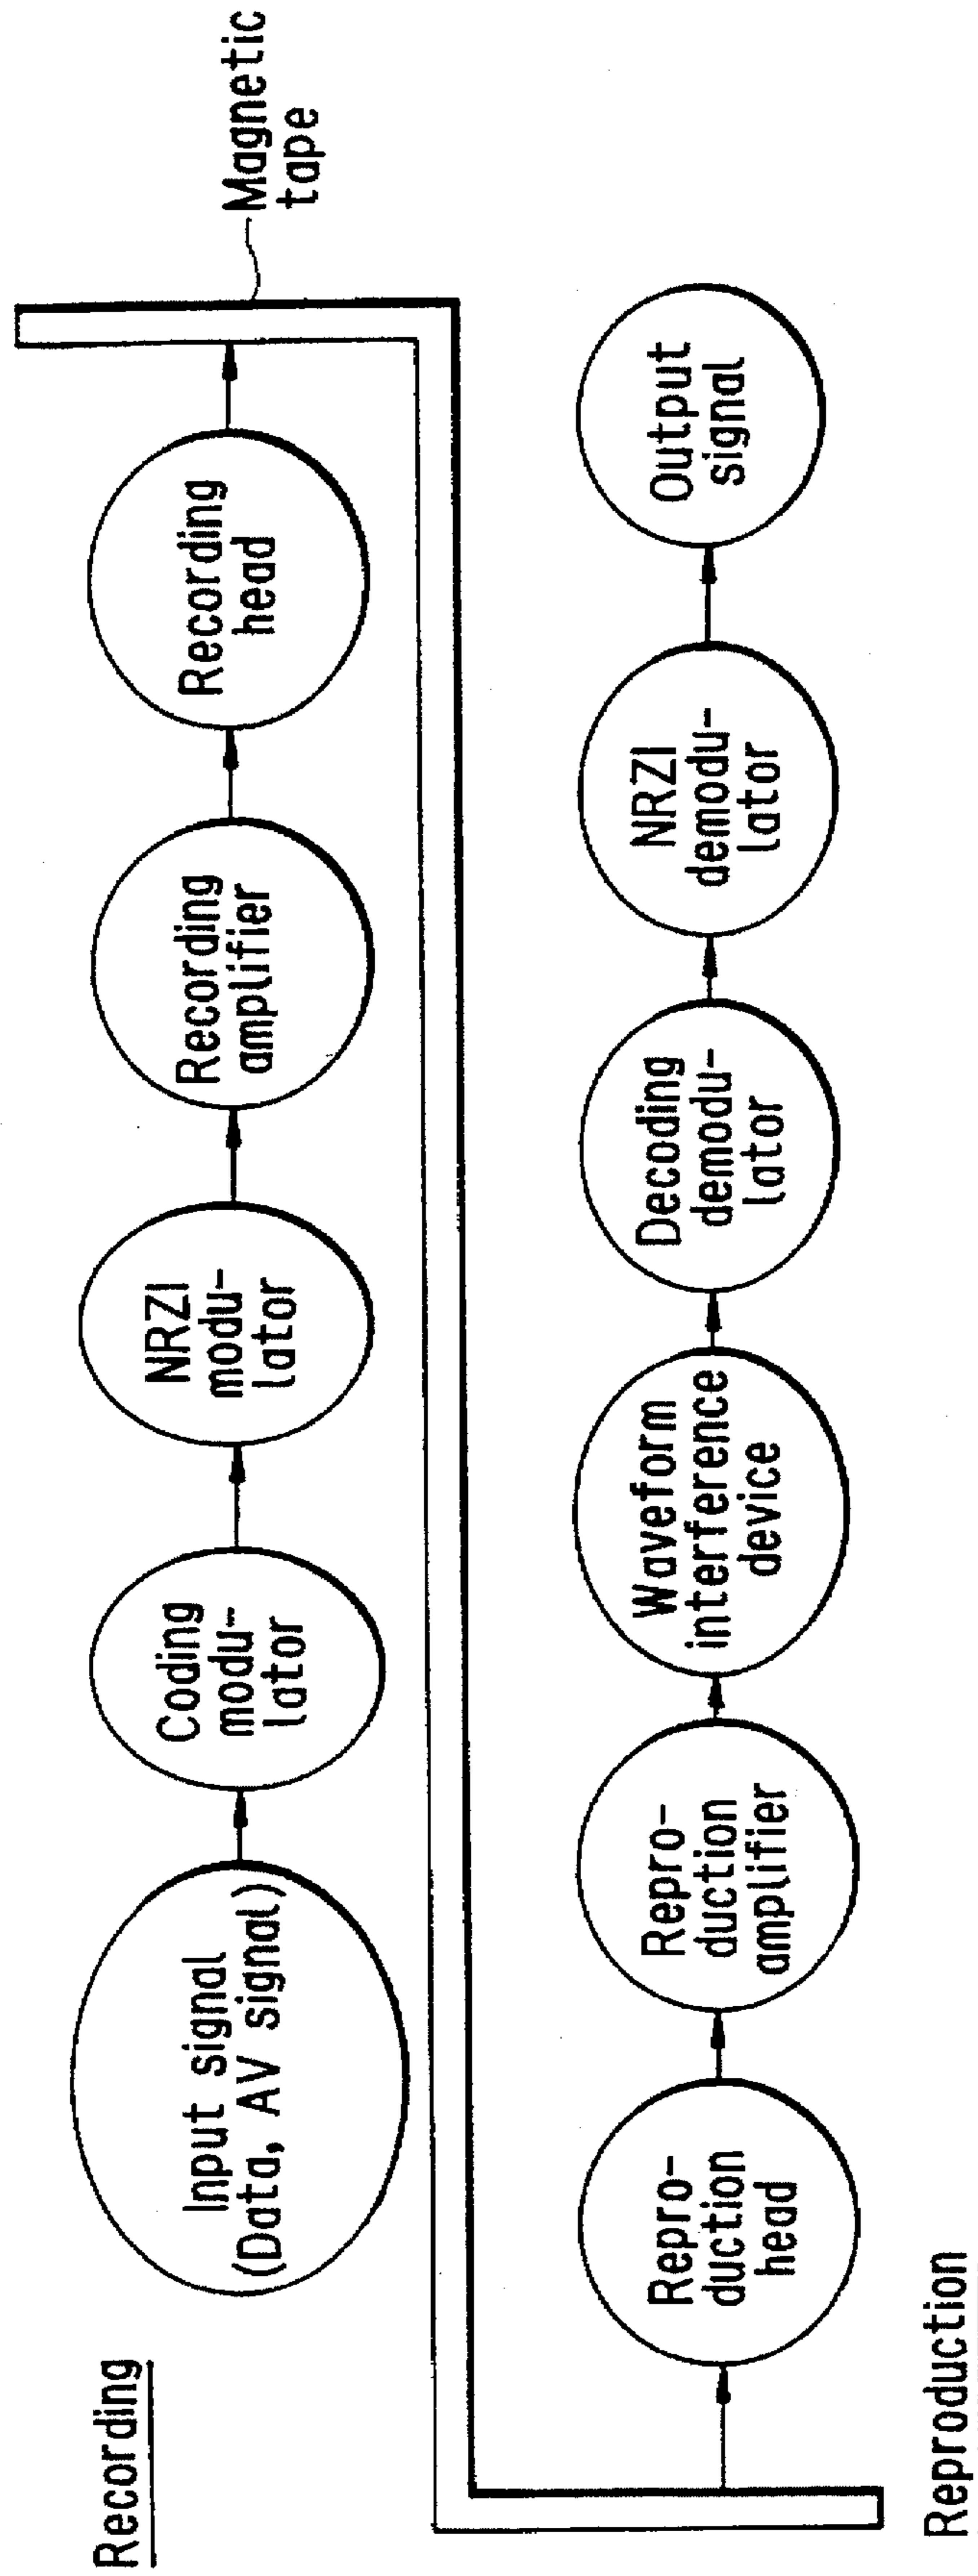 Recording
Input signal
(Data, AV signal)
Coding
modu-
lator
NRZI
modu-
lator
Recording
amplifier
Recording
head
Magnetic
tape
Repro-
duction
head
Repro-
duction
amplifier
Waveform
interference
device
Decoding
demodu-
lator
NRZI
demodu-
lator
Output
signal
Reproduction